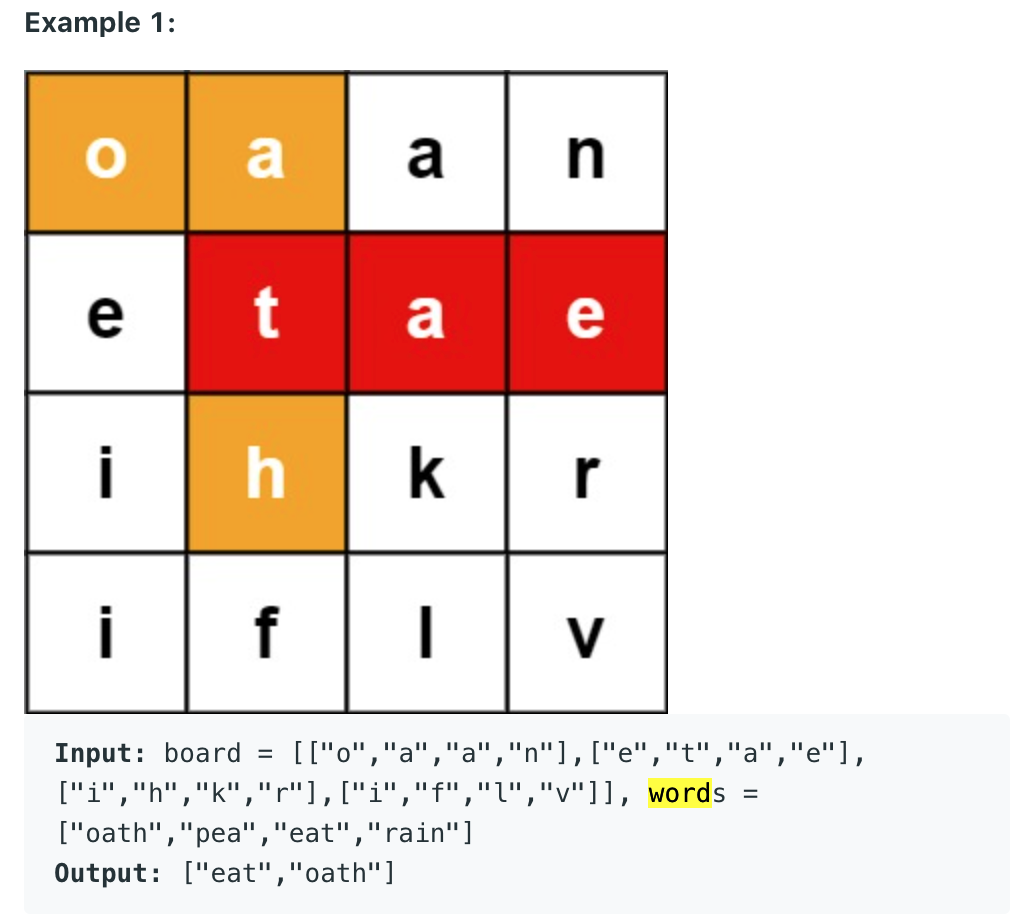 Example 1:
o a a n
e t a e
i h k r
i f l v
Input: board = [["o","a","a","n"],["e","t","a","e"],
["i","h","k","r"],["i","f","l","v"]], words =
["oath","pea","eat","rain"]
Output: ["eat","oath"]